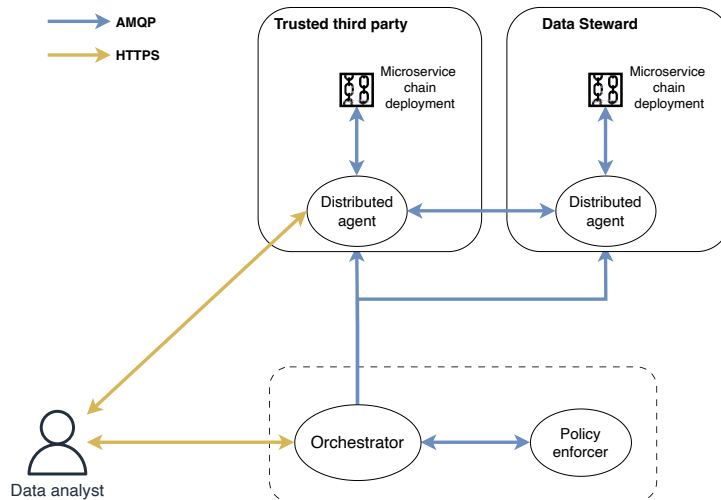 AMQP
HTTPS
Trusted third party
Data Steward
Microservice
chain
deployment
Microservice
chain
deployment
Distributed
agent
Distributed
agent
Orchestrator
Policy
enforcer
Data analyst